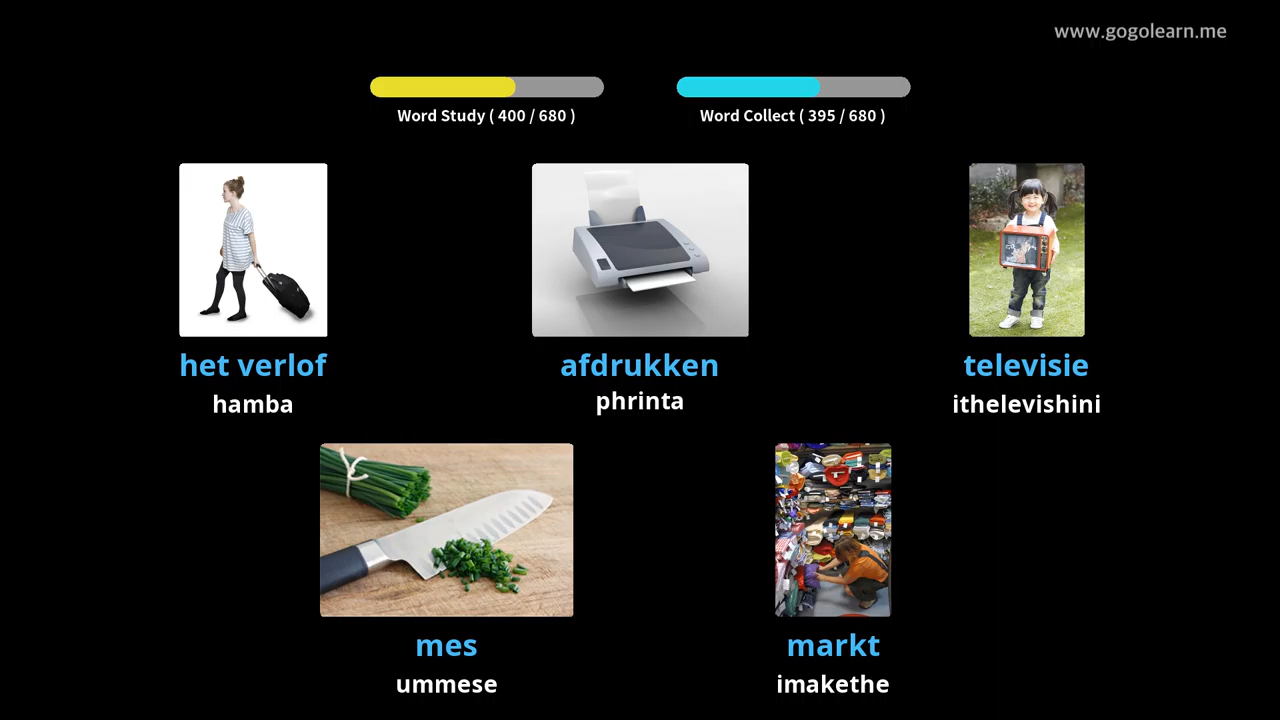 www.gogolearn.me
Word Study ( 400 / 680 )
Word Collect ( 395 / 680 )
het verlof
hamba
afdrukken
phrinta
televisie
ithelevishini
mes
ummese
markt
imakethe